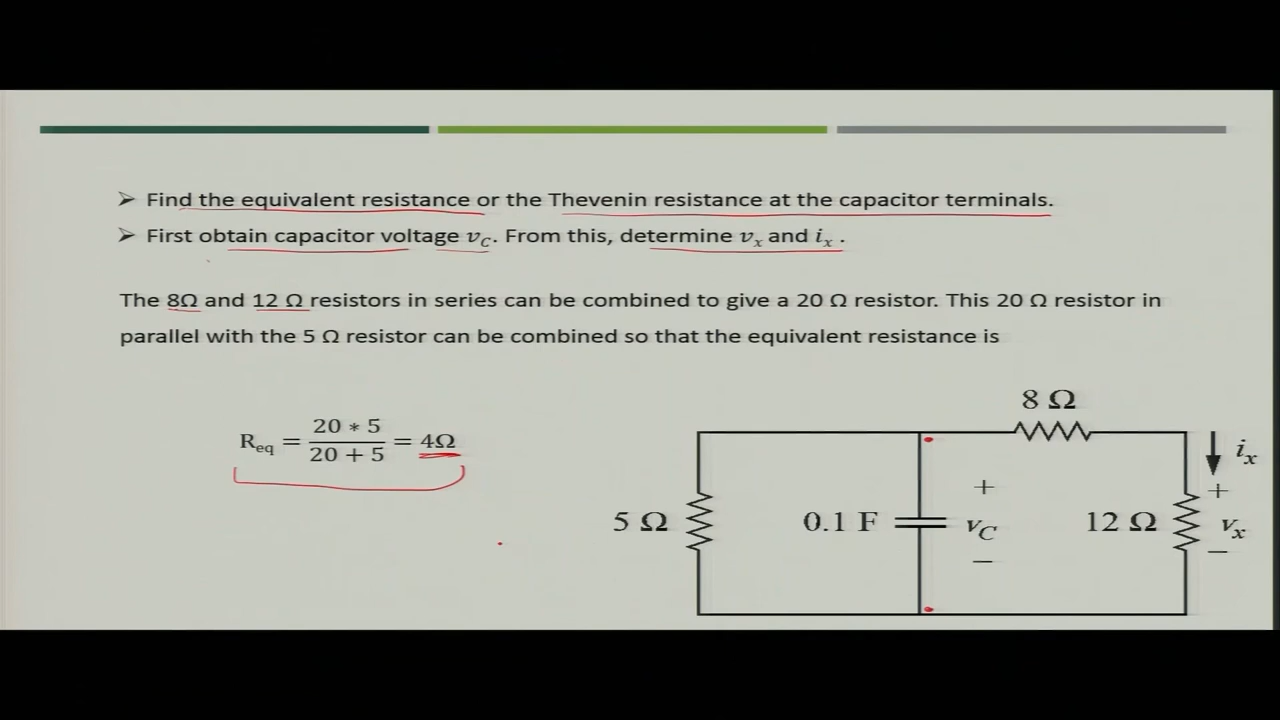 ➢ Find the equivalent resistance or the Thevenin resistance at the capacitor terminals.
➢ First obtain capacitor voltage v_C. From this, determine v_x and i_x .
The 8Ω and 12 Ω resistors in series can be combined to give a 20 Ω resistor. This 20 Ω resistor in
parallel with the 5 Ω resistor can be combined so that the equivalent resistance is
R_eq = (20 ∗ 5)/(20 + 5) = 4Ω
8 Ω
i_x
+
+
5 Ω
0.1 F
v_C
12 Ω
v_x
−
−